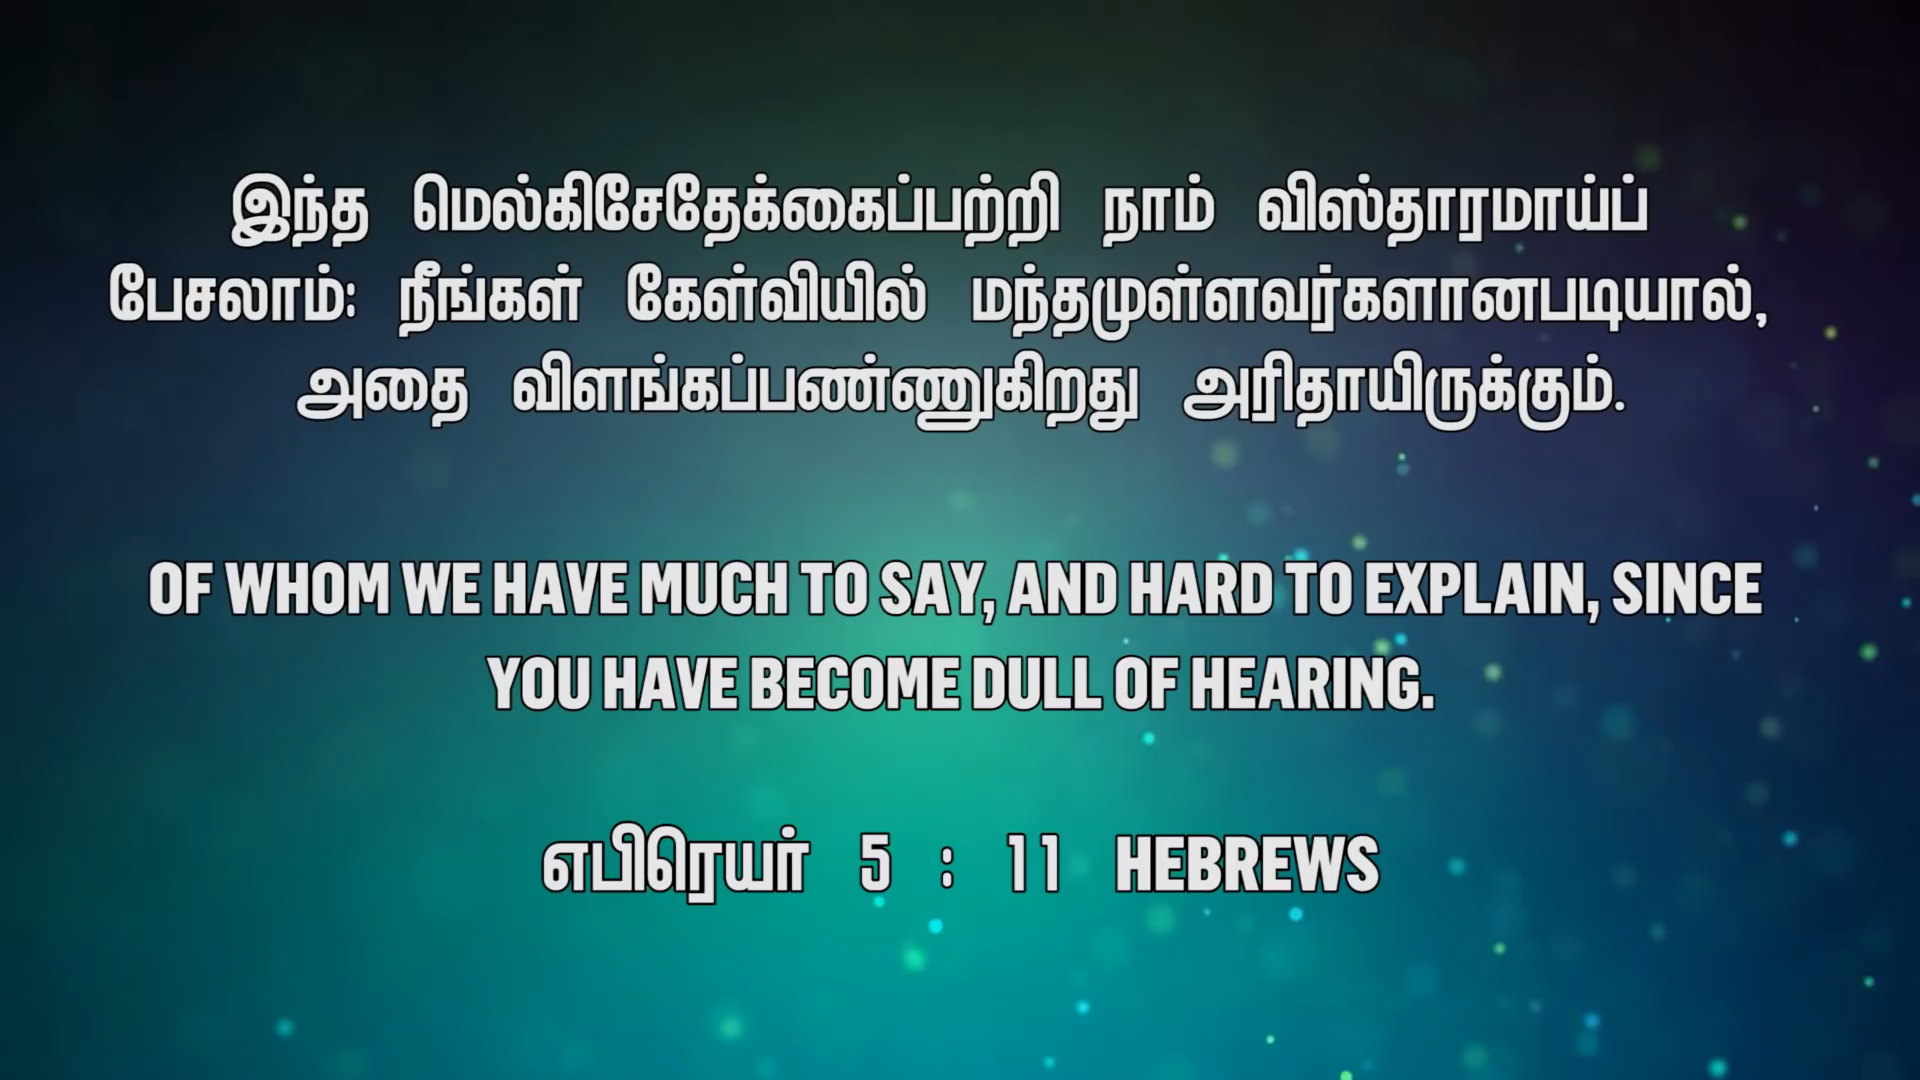 இந்த மெல்கிசேதேக்கைப்பற்றி நாம் விஸ்தாரமாய்ப்
பேசலாம்: நீங்கள் கேள்வியில் மந்தமுள்ளவர்களானபடியால்,
அதை விளங்கப்பண்ணுகிறது அரிதாயிருக்கும்.
OF WHOM WE HAVE MUCH TO SAY, AND HARD TO EXPLAIN, SINCE
YOU HAVE BECOME DULL OF HEARING.
எபிரெயர் 5 : 11 HEBREWS